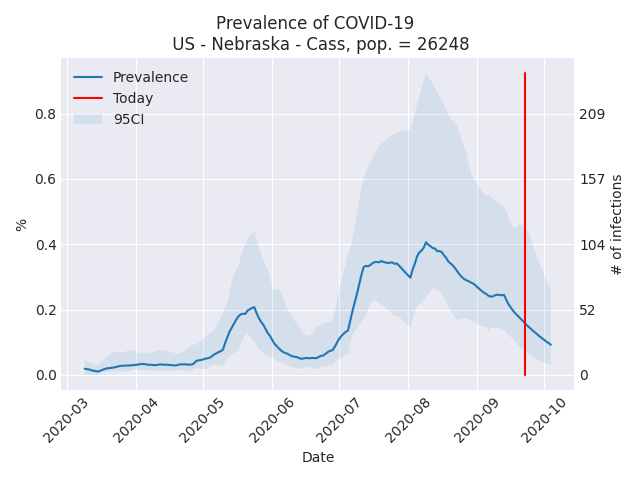 Prevalence of COVID-19
US - Nebraska - Cass, pop. = 26248
Prevalence
Today
95CI
0.8
0.6
0.4
0.2
0.0
%
209
157
104
52
0
# of infections
2020-03
2020-04
2020-05
2020-06
2020-07
2020-08
2020-09
2020-10
Date